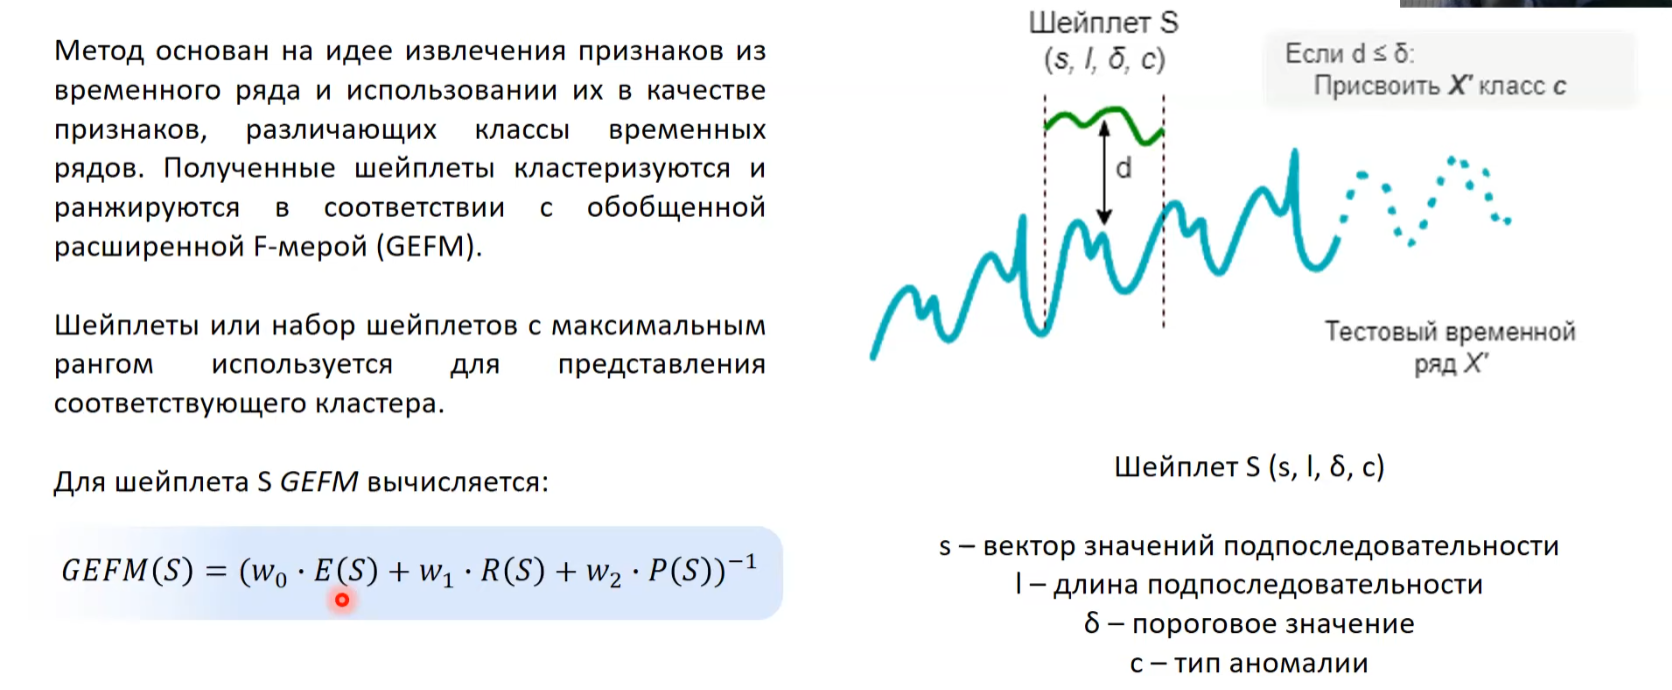 Метод основан на идее извлечения признаков из
временного ряда и использовании их в качестве
признаков, различающих классы временных
рядов. Полученные шейплеты кластеризуются и
ранжируются в соответствии с обобщенной
расширенной F-мерой (GEFM).
Шейплеты или набор шейплетов с максимальным
рангом используется для представления
соответствующего кластера.
Для шейплета S GEFM вычисляется:
GEFM(S) = (w₀ · E(S) + w₁ · R(S) + w₂ · P(S))⁻¹
Шейплет S
(s, l, δ, c)
Если d ≤ δ:
Присвоить X' класс c
d
Тестовый временной
ряд X'
Шейплет S (s, l, δ, c)
s – вектор значений подпоследовательности
l – длина подпоследовательности
δ – пороговое значение
c – тип аномалии